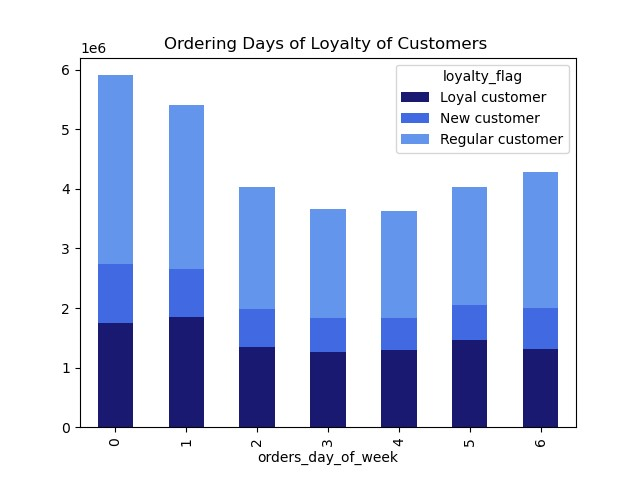 Ordering Days of Loyalty of Customers
1e6
loyalty_flag
Loyal customer
New customer
Regular customer
6
5
4
3
2
1
0
0 1 2 3 4 5 6
orders_day_of_week